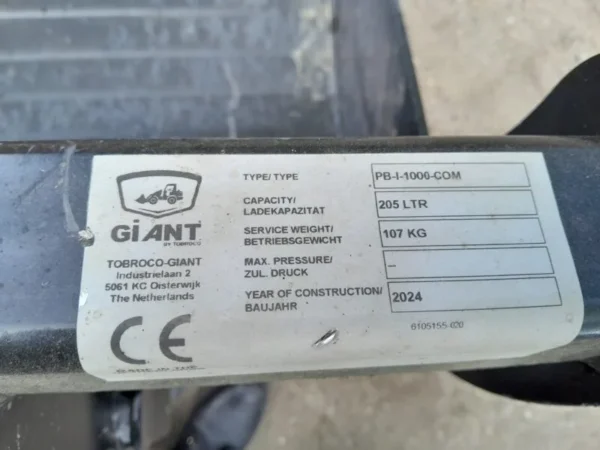 GiANT
BY TOBROCO
TOBROCO-GIANT
Industrielaan 2
5061 KC Oisterwijk
The Netherlands
CE
TYPE/TYPE PB-I-1000-COM
CAPACITY/ 205 LTR
LADEKAPAZITAT
SERVICE WEIGHT/ 107 KG
BETRIEBSGEWICHT
MAX. PRESSURE/ --
ZUL. DRUCK
YEAR OF CONSTRUCTION/ 2024
BAUJAHR